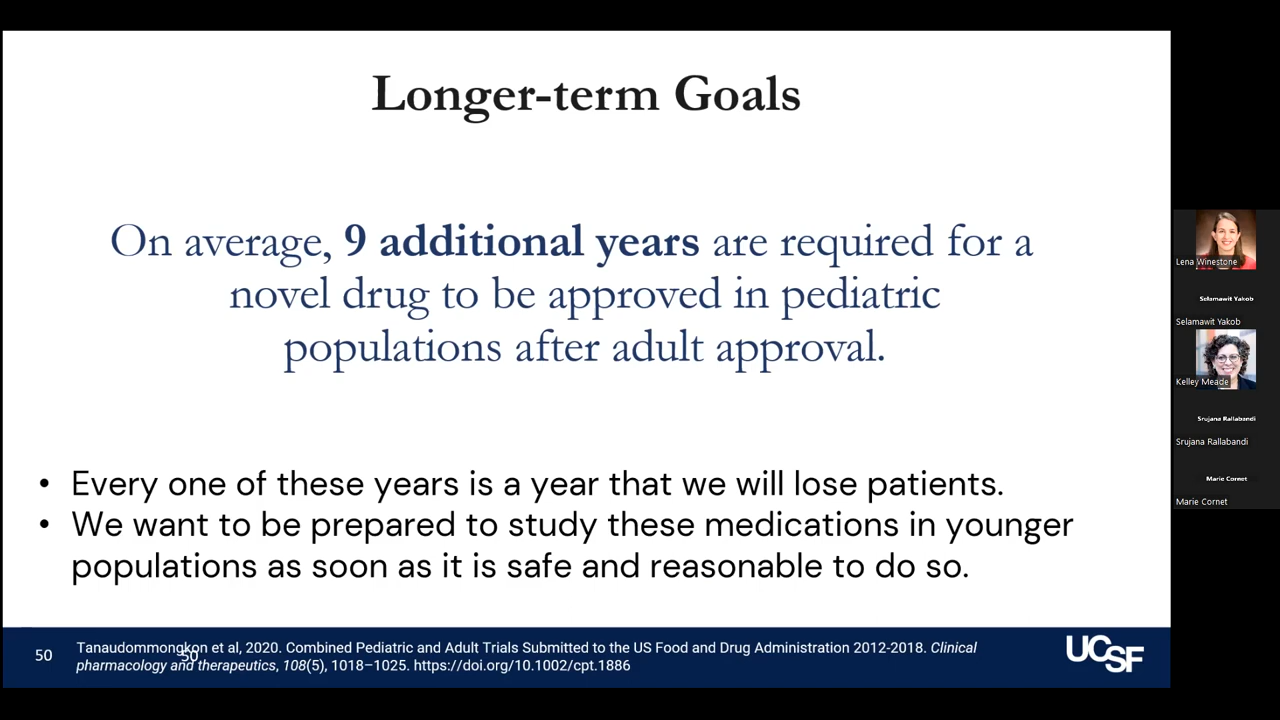 Longer-term Goals
On average, 9 additional years are required for a
novel drug to be approved in pediatric
populations after adult approval.
• Every one of these years is a year that we will lose patients.
• We want to be prepared to study these medications in younger
populations as soon as it is safe and reasonable to do so.
50
50
Tanaudommongkon et al, 2020. Combined Pediatric and Adult Trials Submitted to the US Food and Drug Administration 2012-2018. Clinical
pharmacology and therapeutics, 108(5), 1018–1025. https://doi.org/10.1002/cpt.1886
UCSF
Lena Winestone
Selamawit Yakob
Selamawit Yakob
Kelley Meade
Srujana Rallabandi
Srujana Rallabandi
Marie Cornet
Marie Cornet